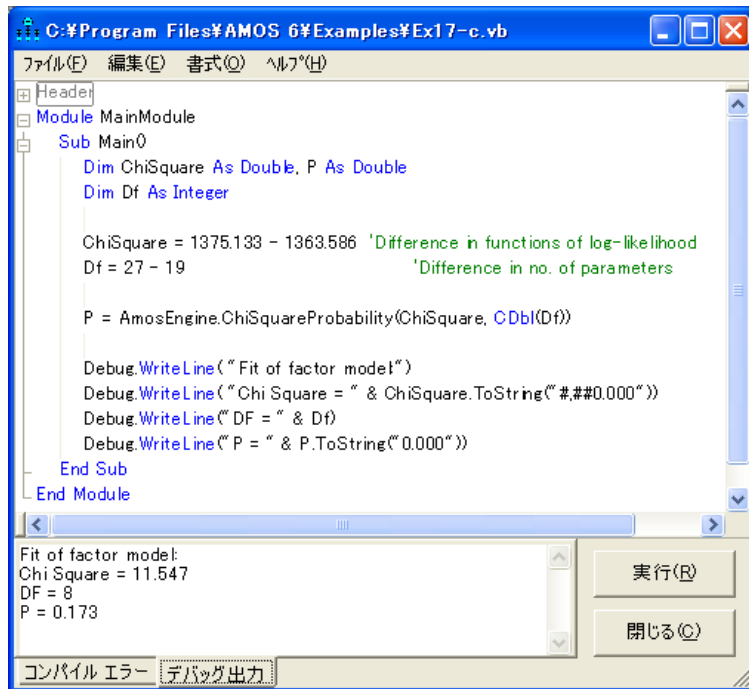 C:¥Program Files¥AMOS 6¥Examples¥Ex17-c.vb
ファイル(F) 編集(E) 書式(O) ヘルプ(H)
Header
Module MainModule
Sub Main()
Dim ChiSquare As Double, P As Double
Dim Df As Integer
ChiSquare = 1375.133 - 1363.586 'Difference in functions of log-likelihood
Df = 27 - 19 'Difference in no. of parameters
P = AmosEngine.ChiSquareProbability(ChiSquare, CDbl(Df))
Debug.WriteLine("Fit of factor model:")
Debug.WriteLine("Chi Square = " & ChiSquare.ToString("#,##0.000"))
Debug.WriteLine("DF = " & Df)
Debug.WriteLine("P = " & P.ToString("0.000"))
End Sub
End Module
Fit of factor model:
Chi Square = 11.547
DF = 8
P = 0.173
実行(R)
閉じる(C)
コンパイル エラー デバッグ出力